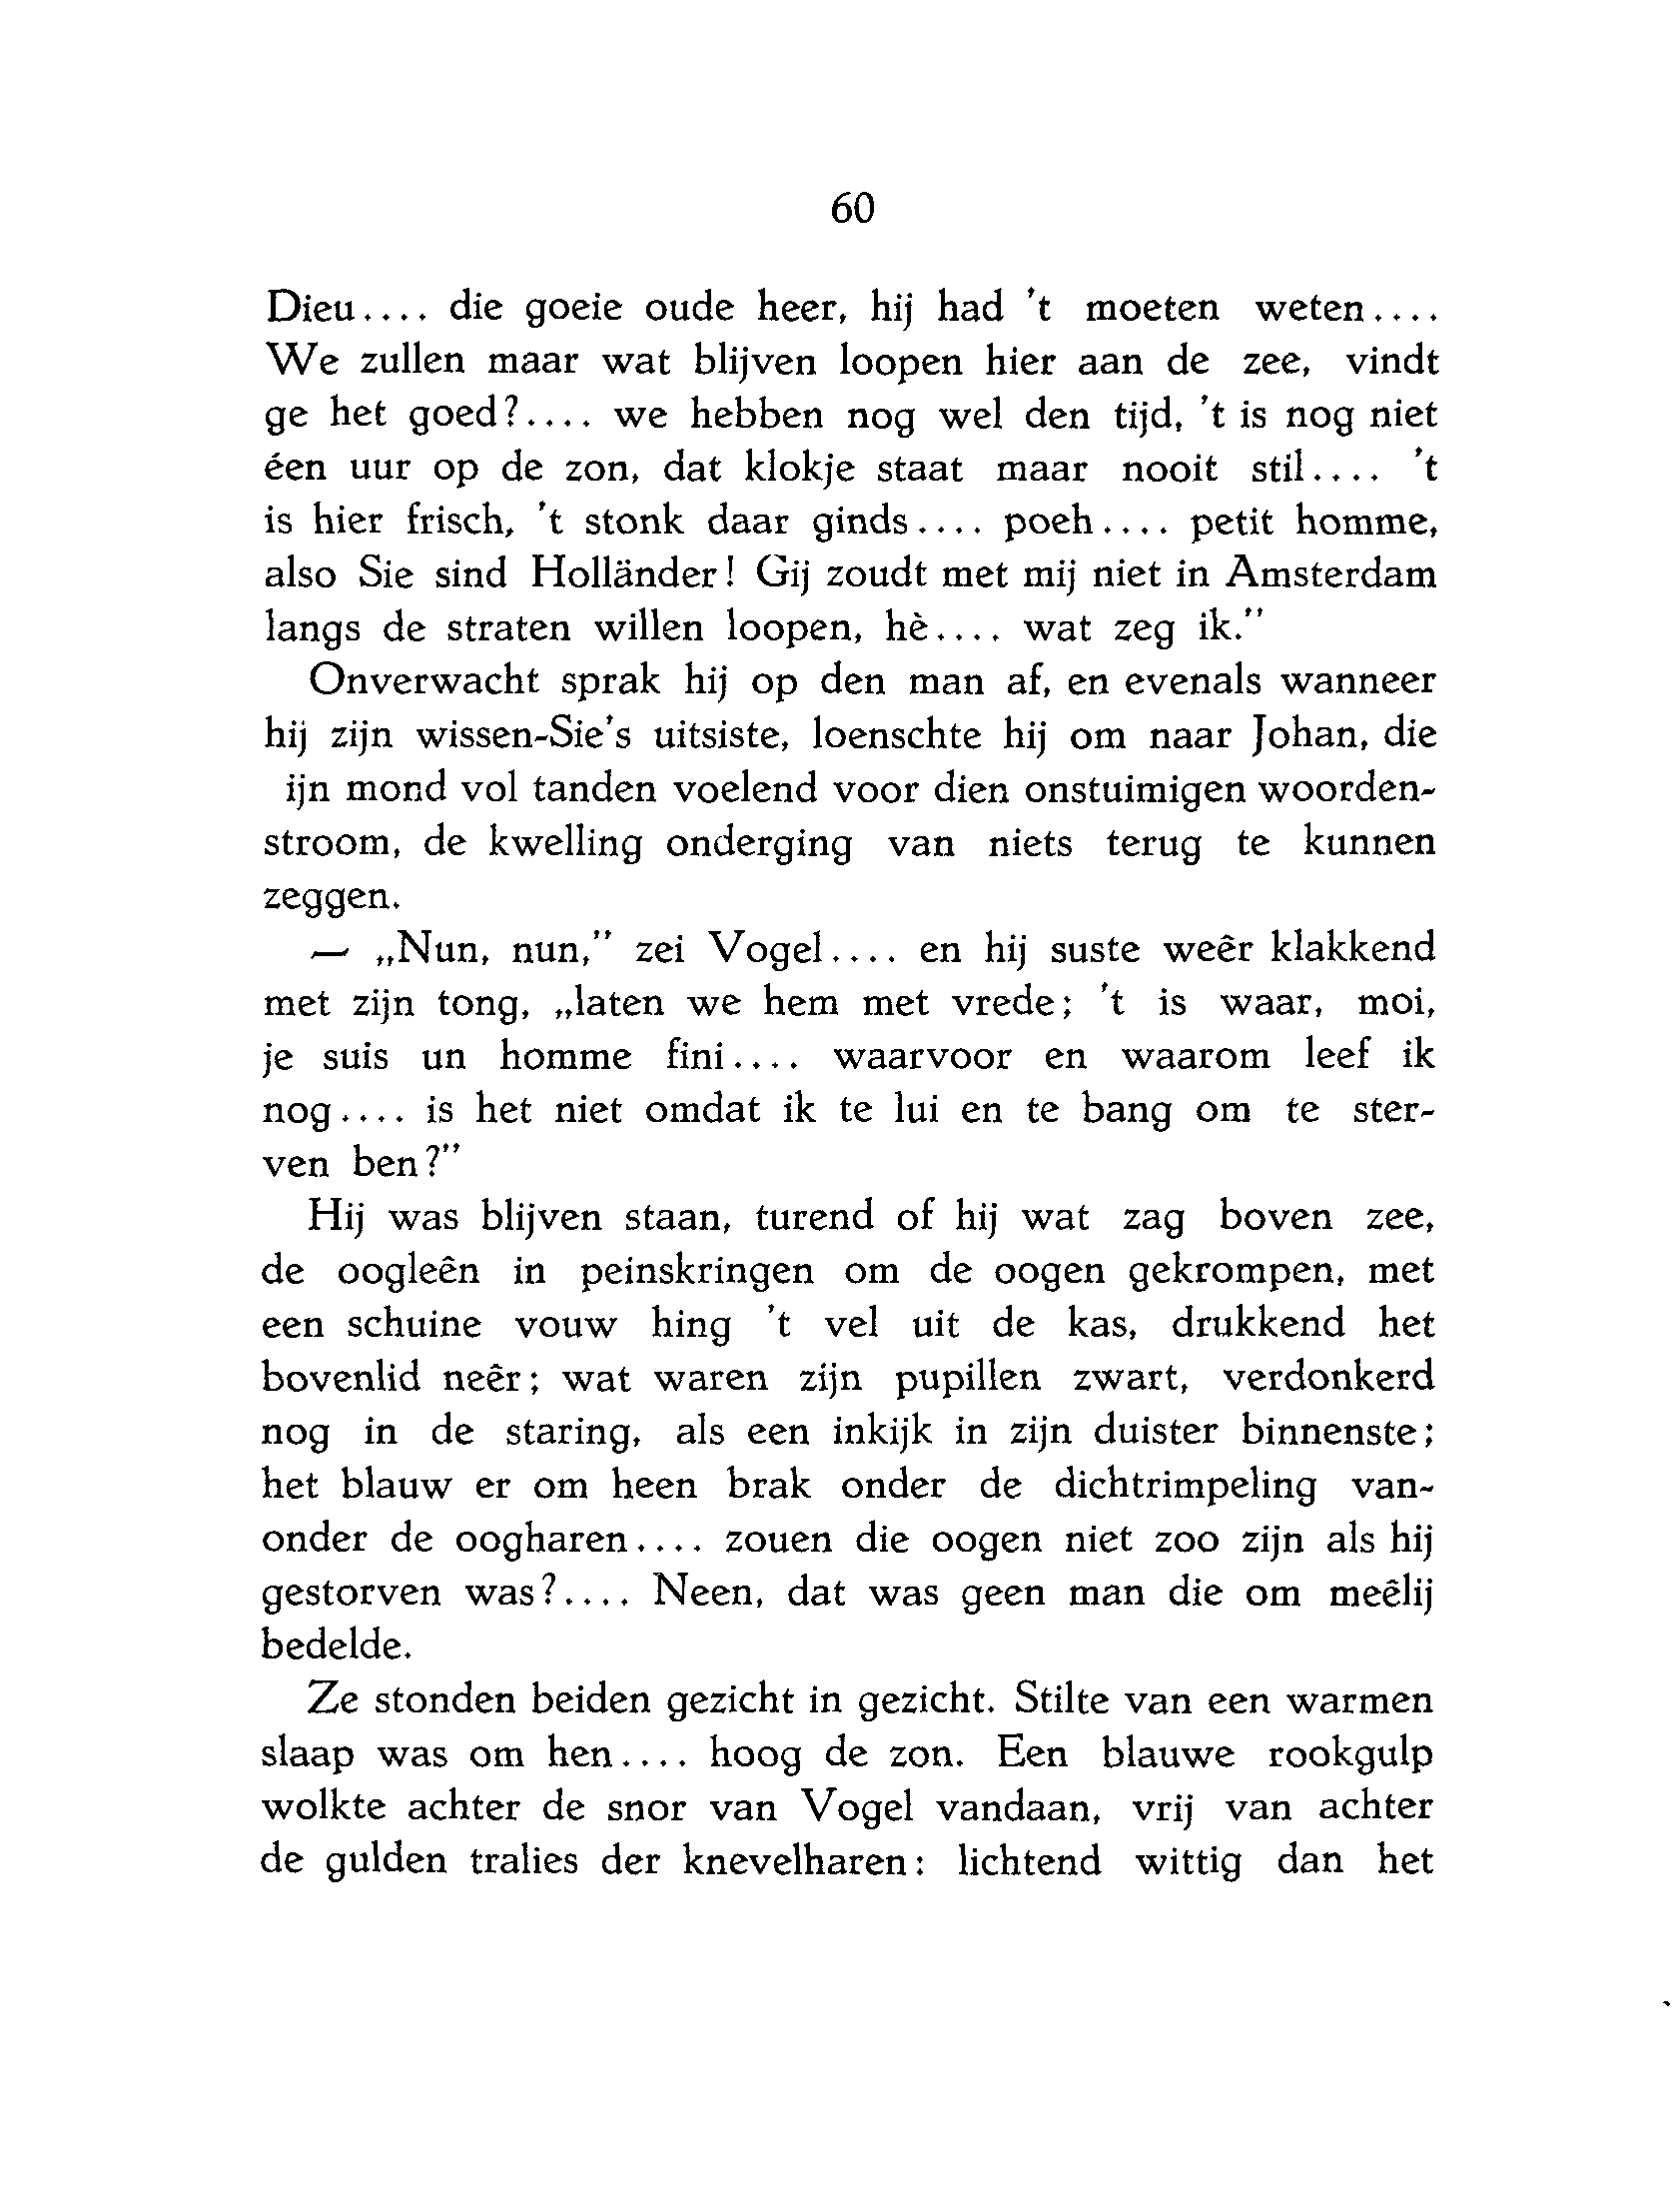 60
Dieu.... die goeie oude heer, hij had 't moeten weten....
We zullen maar wat blijven loopen hier aan de zee, vindt
ge het goed?.... we hebben nog wel den tijd, 't is nog niet
éen uur op de zon, dat klokje staat maar nooit stil.... 't
is hier frisch, 't stonk daar ginds.... poeh.... petit homme,
also Sie sind Holländer! Gij zoudt met mij niet in Amsterdam
langs de straten willen loopen, hè.... wat zeg ik."
Onverwacht sprak hij op den man af, en evenals wanneer
hij zijn wissen-Sie's uitsiste, loenschte hij om naar Johan, die
ijn mond vol tanden voelend voor dien onstuimigen woorden-
stroom, de kwelling onderging van niets terug te kunnen
zeggen.
— „Nun, nun," zei Vogel.... en hij suste weêr klakkend
met zijn tong, „laten we hem met vrede; 't is waar, moi,
je suis un homme fini.... waarvoor en waarom leef ik
nog.... is het niet omdat ik te lui en te bang om te ster-
ven ben?"
Hij was blijven staan, turend of hij wat zag boven zee,
de oogleên in peinskringen om de oogen gekrompen, met
een schuine vouw hing 't vel uit de kas, drukkend het
bovenlid neêr; wat waren zijn pupillen zwart, verdonkerd
nog in de staring, als een inkijk in zijn duister binnenste;
het blauw er om heen brak onder de dichtrimpeling van-
onder de oogharen.... zouen die oogen niet zoo zijn als hij
gestorven was?.... Neen, dat was geen man die om meêlij
bedelde.
Ze stonden beiden gezicht in gezicht. Stilte van een warmen
slaap was om hen.... hoog de zon. Een blauwe rookgulp
wolkte achter de snor van Vogel vandaan, vrij van achter
de gulden tralies der knevelharen: lichtend wittig dan het